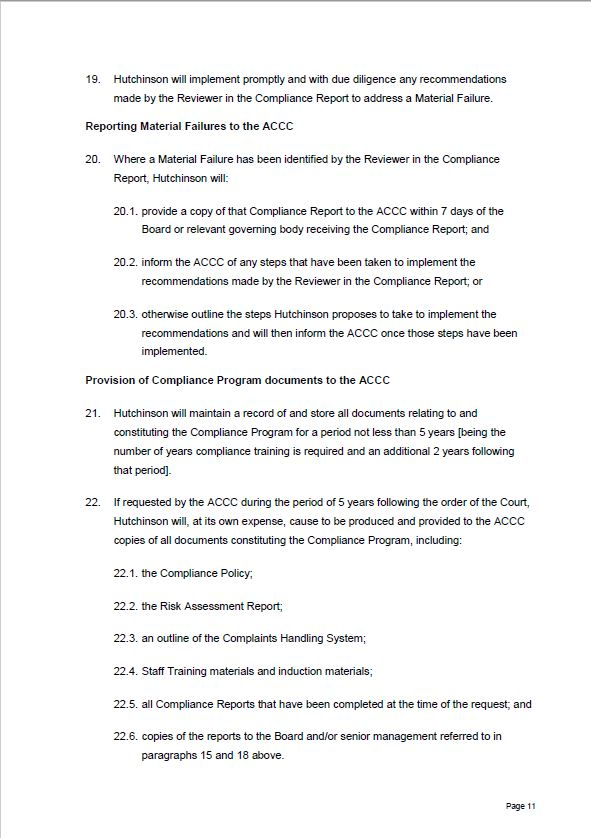 19. Hutchinson will implement promptly and with due diligence any recommendations
made by the Reviewer in the Compliance Report to address a Material Failure.
Reporting Material Failures to the ACCC
20. Where a Material Failure has been identified by the Reviewer in the Compliance
Report, Hutchinson will:
20.1. provide a copy of that Compliance Report to the ACCC within 7 days of the
Board or relevant governing body receiving the Compliance Report; and
20.2. inform the ACCC of any steps that have been taken to implement the
recommendations made by the Reviewer in the Compliance Report; or
20.3. otherwise outline the steps Hutchinson proposes to take to implement the
recommendations and will then inform the ACCC once those steps have been
implemented.
Provision of Compliance Program documents to the ACCC
21. Hutchinson will maintain a record of and store all documents relating to and
constituting the Compliance Program for a period not less than 5 years [being the
number of years compliance training is required and an additional 2 years following
that period].
22. If requested by the ACCC during the period of 5 years following the order of the Court,
Hutchinson will, at its own expense, cause to be produced and provided to the ACCC
copies of all documents constituting the Compliance Program, including:
22.1. the Compliance Policy;
22.2. the Risk Assessment Report;
22.3. an outline of the Complaints Handling System;
22.4. Staff Training materials and induction materials;
22.5. all Compliance Reports that have been completed at the time of the request; and
22.6. copies of the reports to the Board and/or senior management referred to in
paragraphs 15 and 18 above.
Page 11